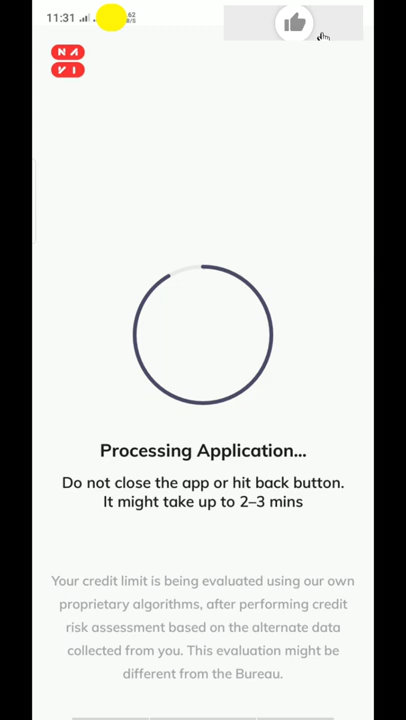 11:31
NA
VI
Processing Application...
Do not close the app or hit back button.
It might take up to 2–3 mins
Your credit limit is being evaluated using our own
proprietary algorithms, after performing credit
risk assessment based on the alternate data
collected from you. This evaluation might be
different from the Bureau.